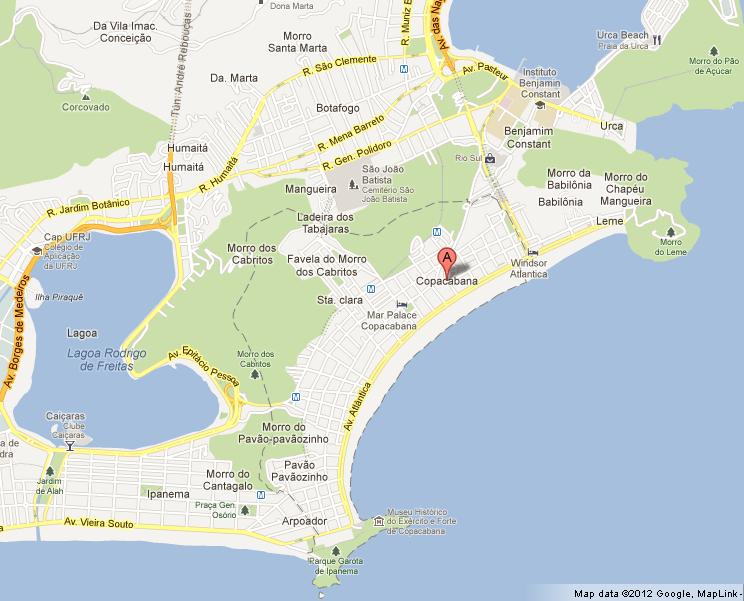 Dona Marta
Da Vila Imac.
Conceição
Morro
Santa Marta
R. Muniz B
Av. das Na
Urca Beach
Praia da Urca
Morro do Pão
de Açucar
R. São Clemente
Av. Pasteur
Instituto
Benjamin
Constant
Tún. André Rebouças
Da. Marta
Corcovado
Botafogo
R. Mena Barreto
Benjamim
Constant
Urca
Humaitá
Humaitá
R. Humaitá
R. Gen. Polidoro
Rio Sul
São João
Batista
Cemitério São
João Batista
Mangueira
Morro da
Babilônia
Babilônia
Morro do
Chapéu
Mangueira
R. Jardim Botânico
Ladeira dos
Tabajaras
Leme
Morro
do Leme
Cap UFRJ
Colégio de
Aplicação
da UFRJ
Morro dos
Cabritos
Favela do Morro
dos Cabritos
A
Copacabana
Windsor
Atlantica
Ilha Piraquê
Av. Borges de Medeiros
Sta. clara
Mar Palace
Copacabana
Lagoa
Lagoa Rodrigo
de Freitas
Av. Epitácio Pessoa
Morro dos
Cabritos
Av. Atlântica
Caiçaras
Clube
Caiçaras
Morro do
Pavão-pavãozinho
a de
dra
Jardim
de Alah
Morro do
Cantagalo
Pavão
Pavãozinho
Ipanema
Praça Gen.
Osório
Av. Vieira Souto
Arpoador
Museu Histórico
do Exército e Forte
de Copacabana
Parque Garota
de Ipanema
Map data ©2012 Google, MapLink-